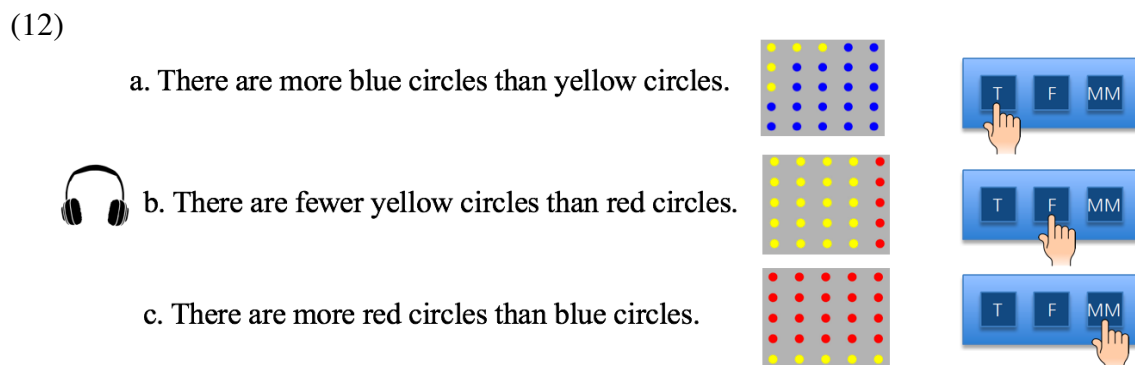 (12)
a. There are more blue circles than yellow circles.
T F MM
b. There are fewer yellow circles than red circles.
T F MM
c. There are more red circles than blue circles.
T F MM